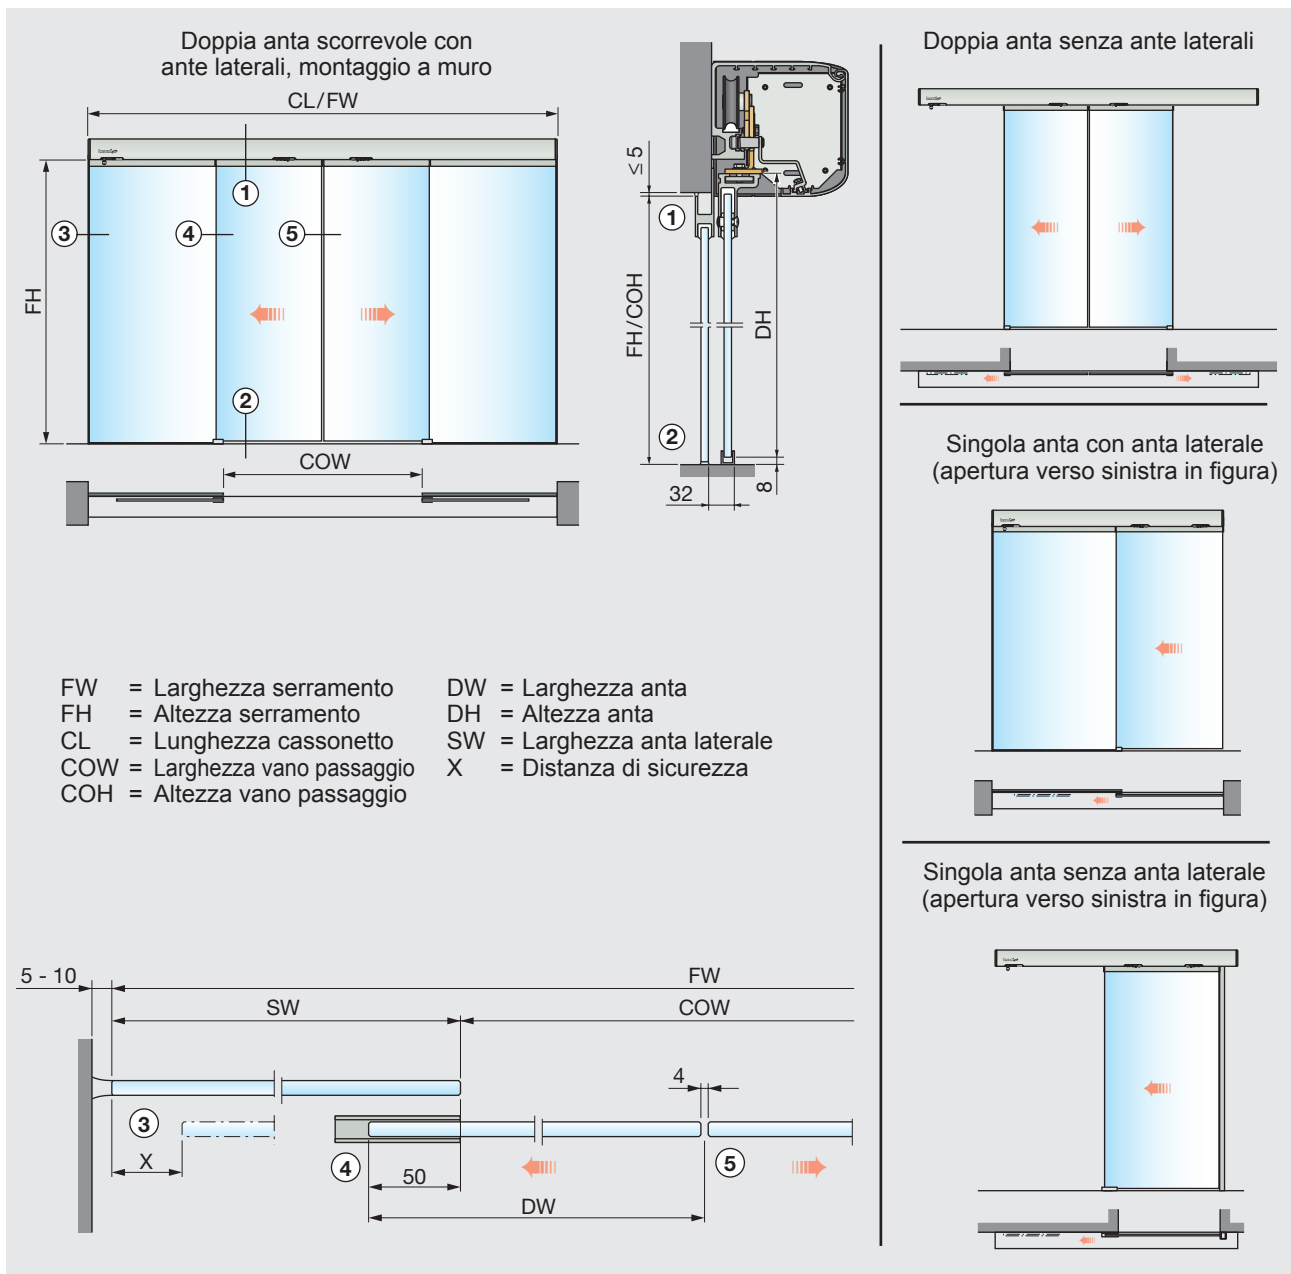 Doppia anta scorrevole con
ante laterali, montaggio a muro
CL/FW
1
3
4
5
FH
2
COW
≤ 5
1
FH/COH
DH
2
32
8
Doppia anta senza ante laterali
Singola anta con anta laterale
(apertura verso sinistra in figura)
Singola anta senza anta laterale
(apertura verso sinistra in figura)
FW = Larghezza serramento
FH = Altezza serramento
CL = Lunghezza cassonetto
COW = Larghezza vano passaggio
COH = Altezza vano passaggio
DW = Larghezza anta
DH = Altezza anta
SW = Larghezza anta laterale
X = Distanza di sicurezza
5 - 10
FW
SW
COW
4
3
X
4
50
5
DW